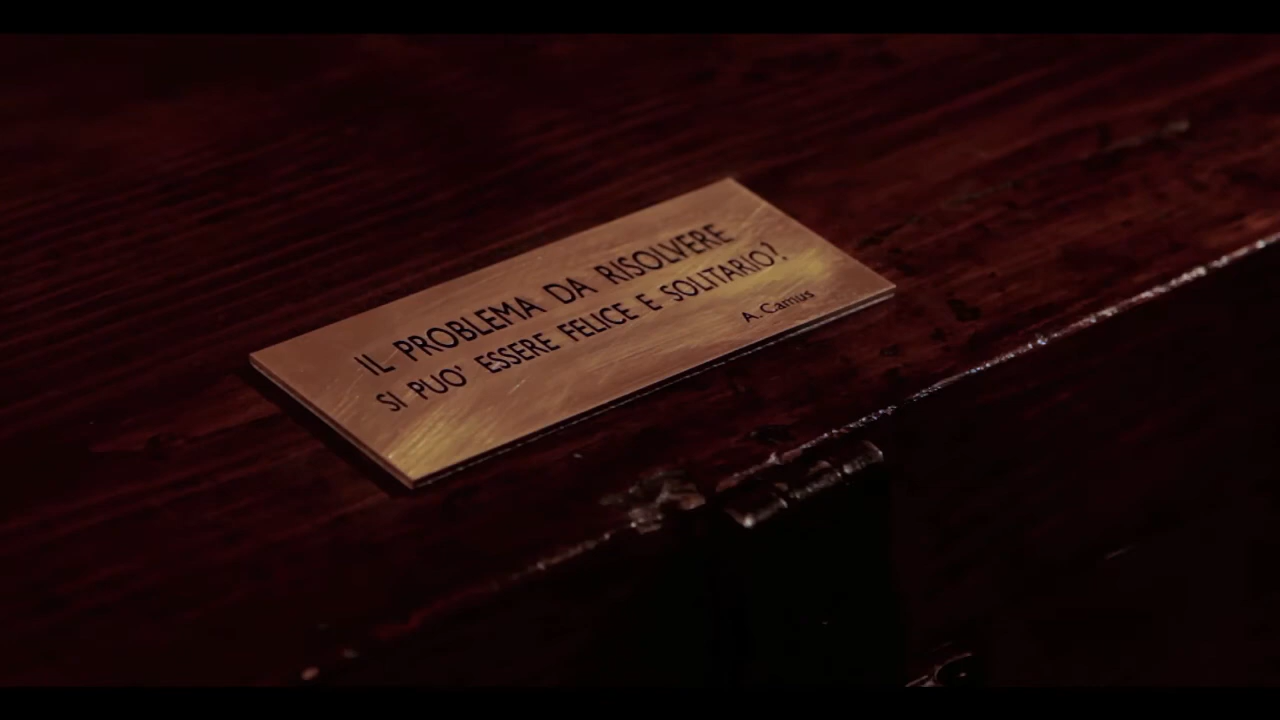 IL PROBLEMA DA RISOLVERE
SI PUO' ESSERE FELICE E SOLITARIO?.
A. Camus